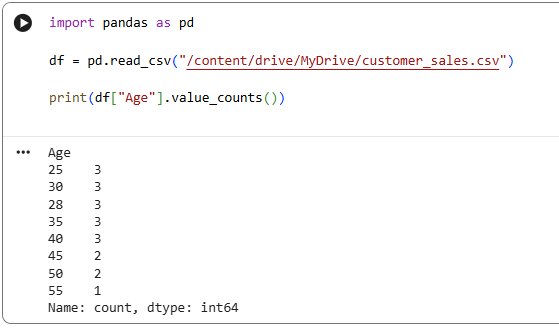 import pandas as pd
df = pd.read_csv("/content/drive/MyDrive/customer_sales.csv")
print(df["Age"].value_counts())
Age
25    3
30    3
28    3
35    3
40    3
45    2
50    2
55    1
Name: count, dtype: int64